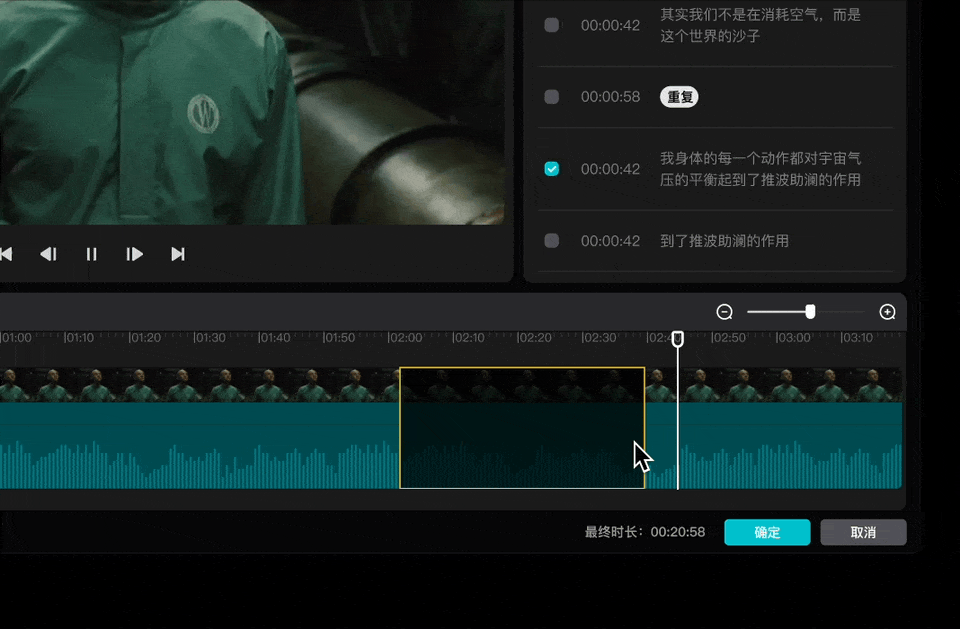 00:00:42
其实我们不是在消耗空气，而是
这个世界的沙子
00:00:58
重复
00:00:42
我身体的每一个动作都对宇宙气
压的平衡起到了推波助澜的作用
00:00:42
到了推波助澜的作用
01:00 01:10 01:20 01:30 01:40 01:50 02:00 02:10 02:20 02:30 02:50 03:00 03:10
最终时长：00:20:58
确定
取消